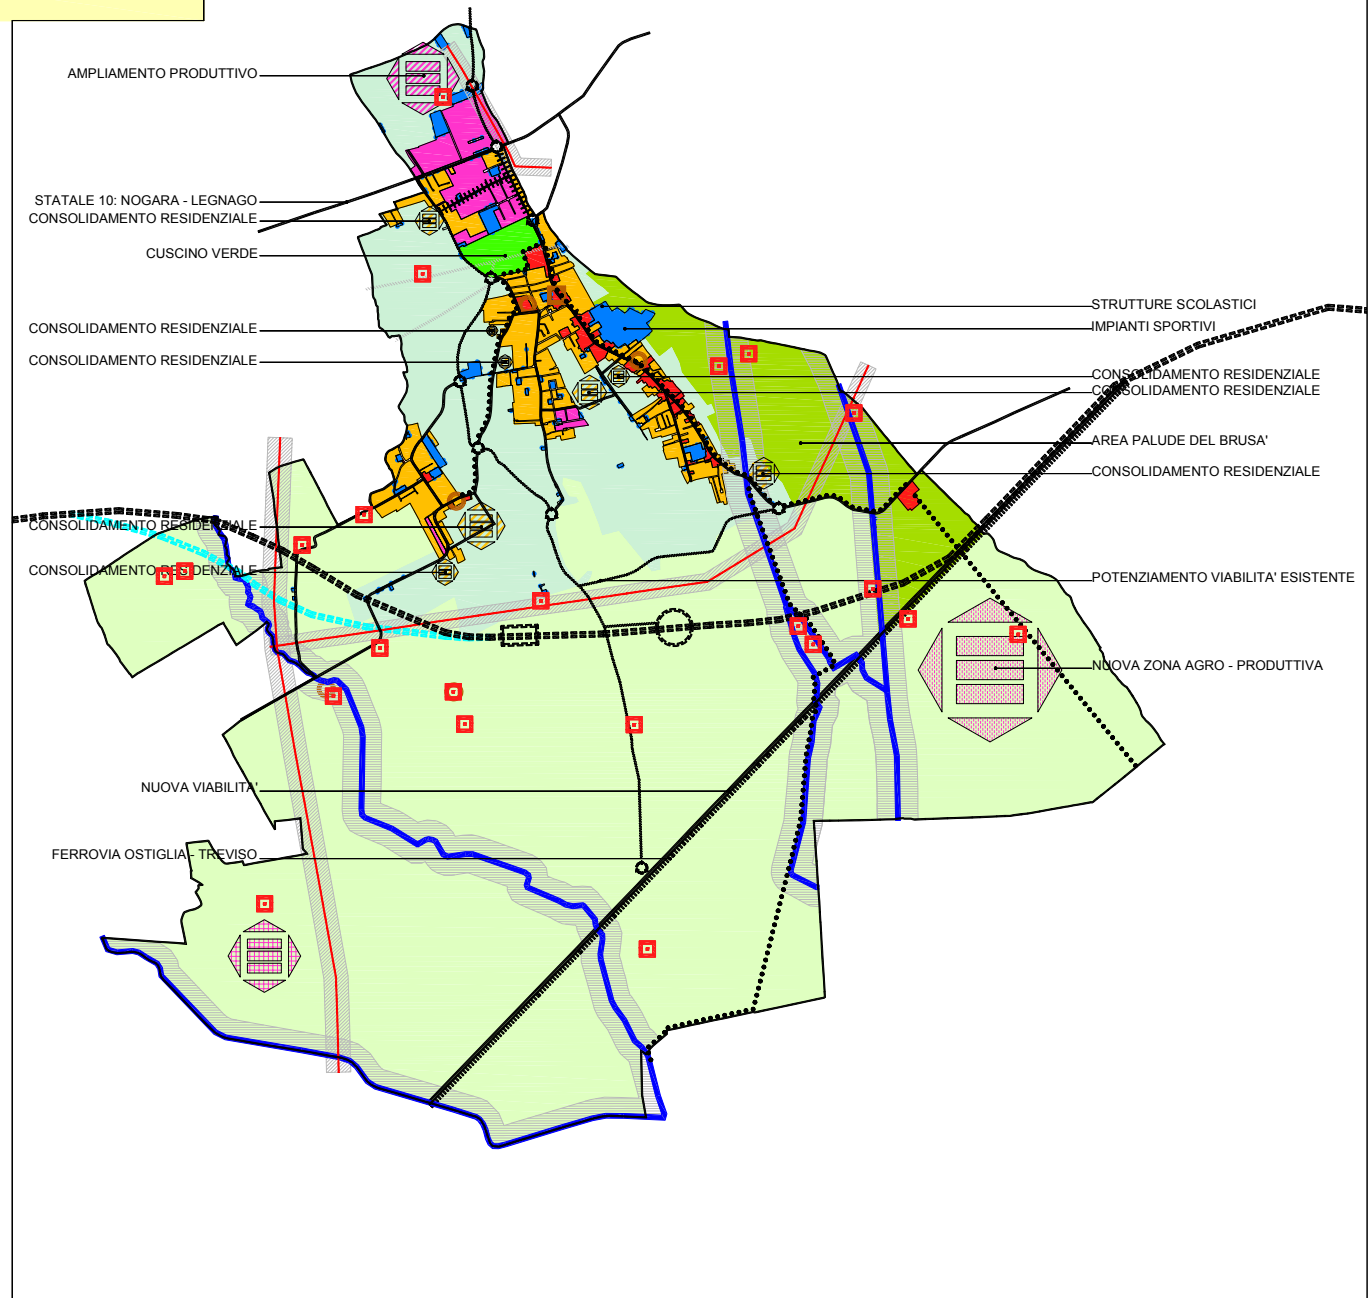 AMPLIAMENTO PRODUTTIVO
STATALE 10: NOGARA - LEGNAGO
CONSOLIDAMENTO RESIDENZIALE
CUSCINO VERDE
CONSOLIDAMENTO RESIDENZIALE
CONSOLIDAMENTO RESIDENZIALE
CONSOLIDAMENTO RESIDENZIALE
CONSOLIDAMENTO RESIDENZIALE
NUOVA VIABILITA'
FERROVIA OSTIGLIA - TREVISO
STRUTTURE SCOLASTICI
IMPIANTI SPORTIVI
CONSOLIDAMENTO RESIDENZIALE
CONSOLIDAMENTO RESIDENZIALE
AREA PALUDE DEL BRUSA'
CONSOLIDAMENTO RESIDENZIALE
POTENZIAMENTO VIABILITA' ESISTENTE
NUOVA ZONA AGRO - PRODUTTIVA